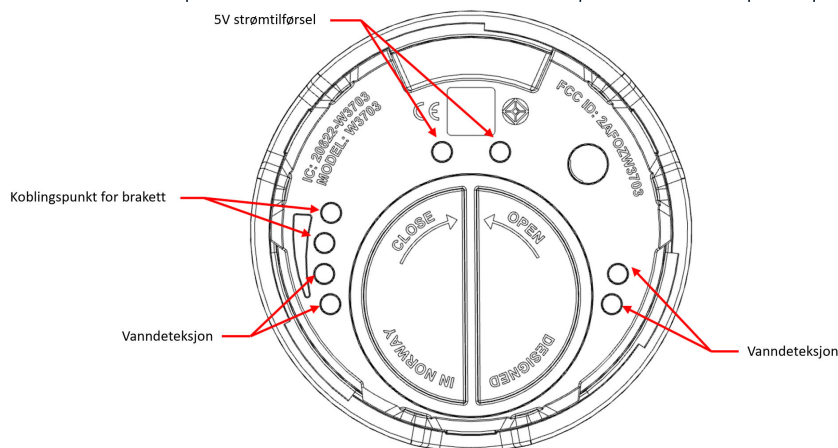 5V strømtilførsel
IC: 20622-W3703
MODEL: W3703
CE
FCC ID: 2AFOZW3703
Koblingspunkt for brakett
CLOSE
OPEN
Vanndeteksjon
IN NORWAY
DESIGNED
Vanndeteksjon